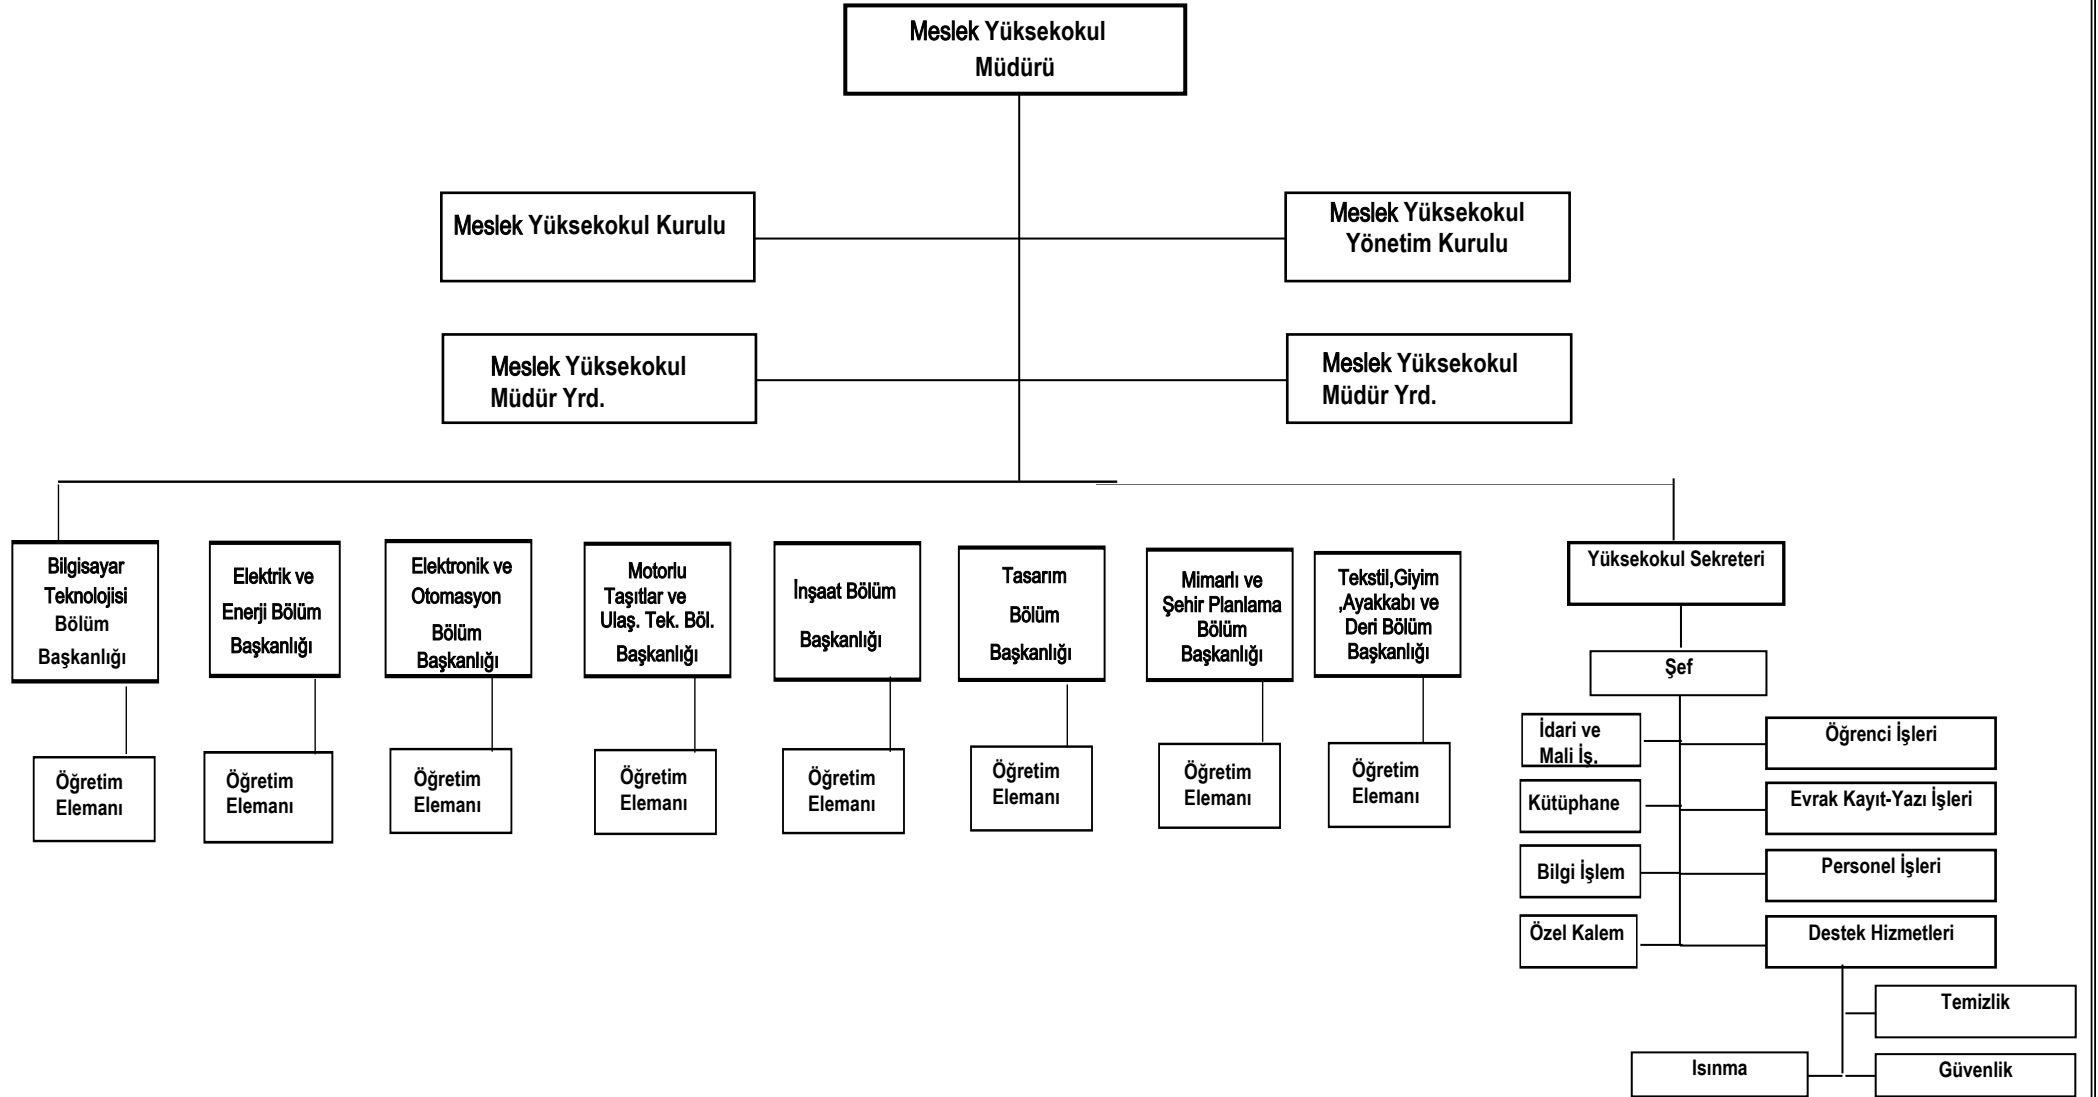 Meslek Yüksekokul
Müdürü
Meslek Yüksekokul Kurulu
Meslek Yüksekokul
Yönetim Kurulu
Meslek Yüksekokul
Müdür Yrd.
Meslek Yüksekokul
Müdür Yrd.
Bilgisayar
Teknolojisi
Bölüm
Başkanlığı
Elektrik ve
Enerji Bölüm
Başkanlığı
Elektronik ve
Otomasyon
Bölüm
Başkanlığı
Motorlu
Taşıtlar ve
Ulaş. Tek. Böl.
Başkanlığı
İnşaat Bölüm
Başkanlığı
Tasarım
Bölüm
Başkanlığı
Mimarlı ve
Şehir Planlama
Bölüm
Başkanlığı
Tekstil,Giyim
,Ayakkabı ve
Deri Bölüm
Başkanlığı
Yüksekokul Sekreteri
Öğretim
Elemanı
Öğretim
Elemanı
Öğretim
Elemanı
Öğretim
Elemanı
Öğretim
Elemanı
Öğretim
Elemanı
Öğretim
Elemanı
Öğretim
Elemanı
Şef
İdari ve
Mali İş.
Öğrenci İşleri
Kütüphane
Evrak Kayıt-Yazı İşleri
Bilgi İşlem
Personel İşleri
Özel Kalem
Destek Hizmetleri
Temizlik
Isınma
Güvenlik